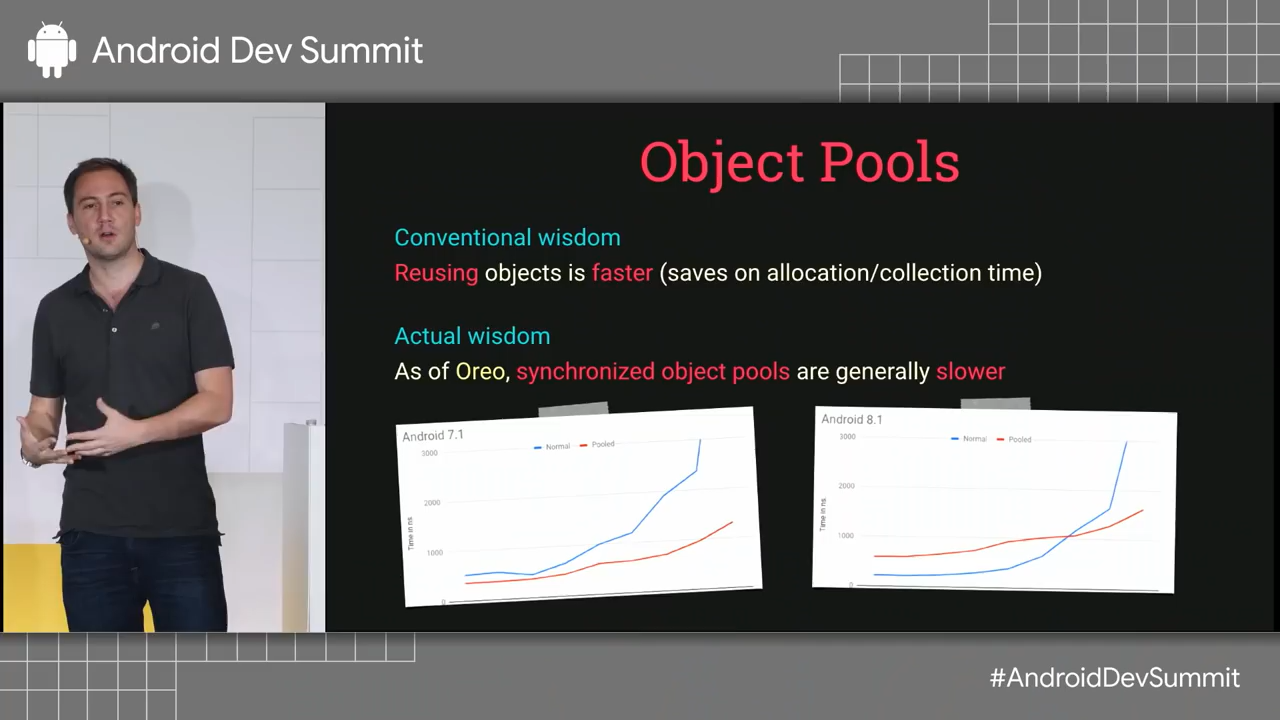 Android Dev Summit
Object Pools
Conventional wisdom
Reusing objects is faster (saves on allocation/collection time)
Actual wisdom
As of Oreo, synchronized object pools are generally slower
Android 7.1
Normal Pooled
3000
2000
1000
0
Time in ns
Android 8.1
Normal Pooled
3000
2000
1000
0
Time in ns
#AndroidDevSummit